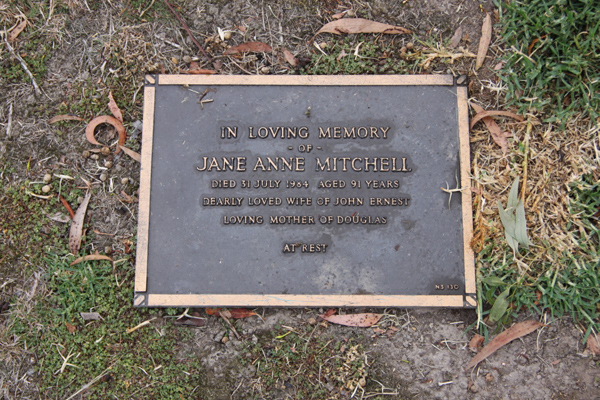 IN LOVING MEMORY
- OF -
JANE ANNE MITCHELL
DIED 31 JULY 1984 AGED 91 YEARS
DEARLY LOVED WIFE OF JOHN ERNEST
LOVING MOTHER OF DOUGLAS
AT REST